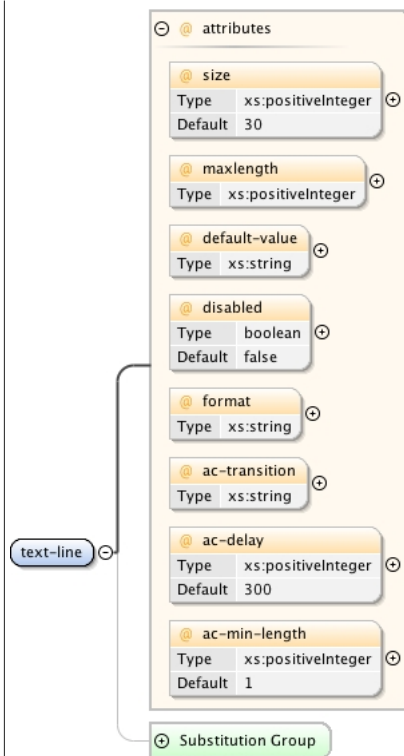 @ attributes
@ size
Type xs:positiveInteger
Default 30
@ maxlength
Type xs:positiveInteger
@ default-value
Type xs:string
@ disabled
Type boolean
Default false
@ format
Type xs:string
@ ac-transition
Type xs:string
text-line
@ ac-delay
Type xs:positiveInteger
Default 300
@ ac-min-length
Type xs:positiveInteger
Default 1
Substitution Group